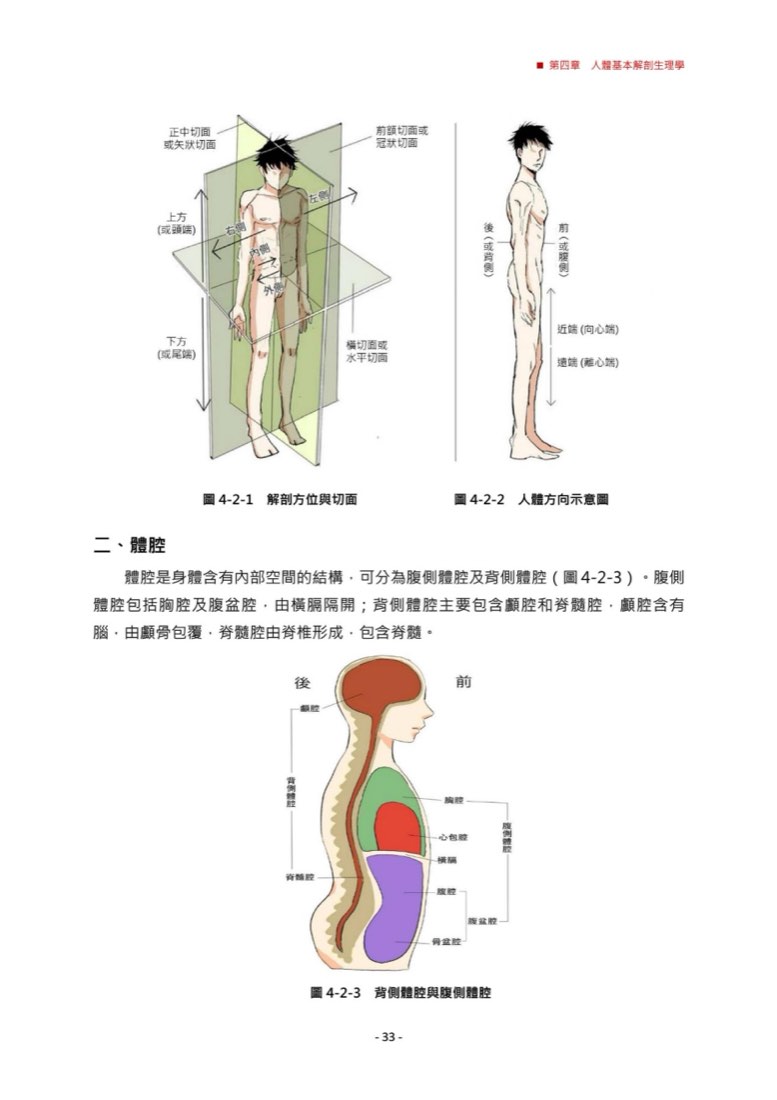 ■ 第四章　人體基本解剖生理學
正中切面
或矢狀切面
前額切面或
冠狀切面
上方
(或頭端)
右側
左側
內側
外側
下方
(或尾端)
橫切面或
水平切面
後（或背側）
前（或腹側）
近端 (向心端)
遠端 (離心端)
圖 4-2-1　解剖方位與切面
圖 4-2-2　人體方向示意圖
二、體腔
體腔是身體含有內部空間的結構，可分為腹側體腔及背側體腔（圖 4-2-3）。腹側
體腔包括胸腔及腹盆腔，由橫膈隔開；背側體腔主要包含顱腔和脊髓腔，顱腔含有
腦，由顱骨包覆，脊髓腔由脊椎形成，包含脊髓。
後
前
顱腔
背側體腔
胸腔
心包腔
腹側體腔
橫膈
脊髓腔
腹腔
腹盆腔
骨盆腔
圖 4-2-3　背側體腔與腹側體腔
- 33 -